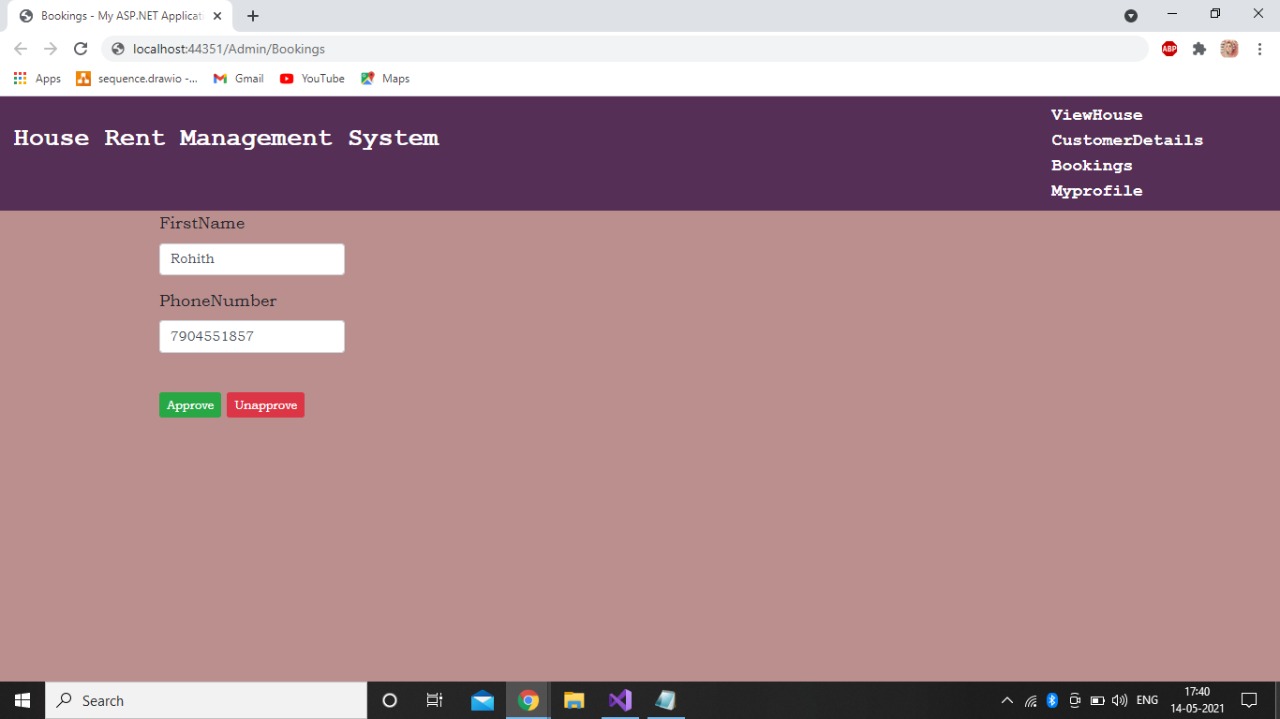 Bookings - My ASP.NET Applicati
localhost:44351/Admin/Bookings
ABP
Apps sequence.drawio -... Gmail YouTube Maps
House Rent Management System
ViewHouse
CustomerDetails
Bookings
Myprofile
FirstName
Rohith
PhoneNumber
7904551857
Approve Unapprove
Search
ENG
17:40
14-05-2021